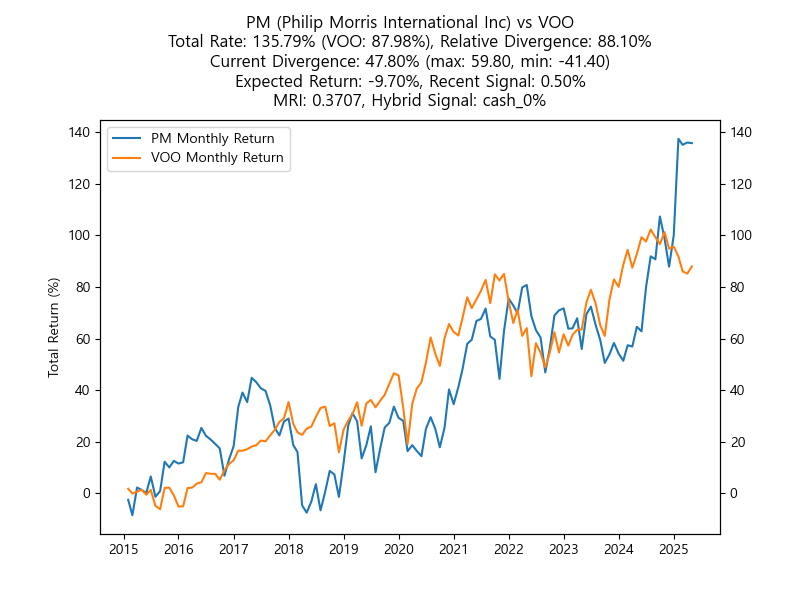 PM (Philip Morris International Inc) vs VOO
Total Rate: 135.79% (VOO: 87.98%), Relative Divergence: 88.10%
Current Divergence: 47.80% (max: 59.80, min: -41.40)
Expected Return: -9.70%, Recent Signal: 0.50%
MRI: 0.3707, Hybrid Signal: cash_0%
PM Monthly Return
VOO Monthly Return
Total Return (%)
140
120
100
80
60
40
20
0
140
120
100
80
60
40
20
0
2015 2016 2017 2018 2019 2020 2021 2022 2023 2024 2025